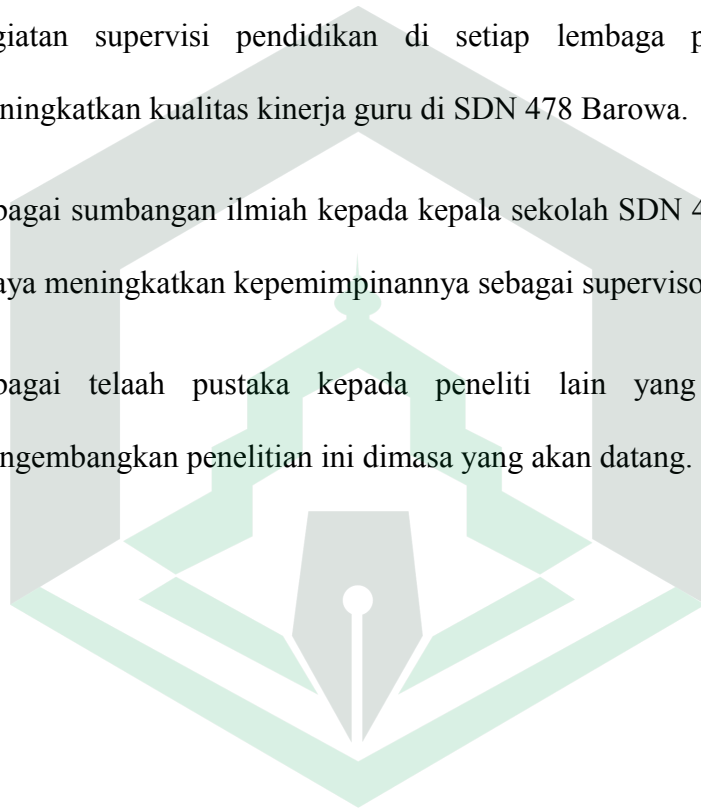 giatan supervisi pendidikan di setiap lembaga p
ningkatkan kualitas kinerja guru di SDN 478 Barowa.
bagai sumbangan ilmiah kepada kepala sekolah SDN 4
aya meningkatkan kepemimpinannya sebagai superviso
bagai telaah pustaka kepada peneliti lain yang
ngembangkan penelitian ini dimasa yang akan datang.